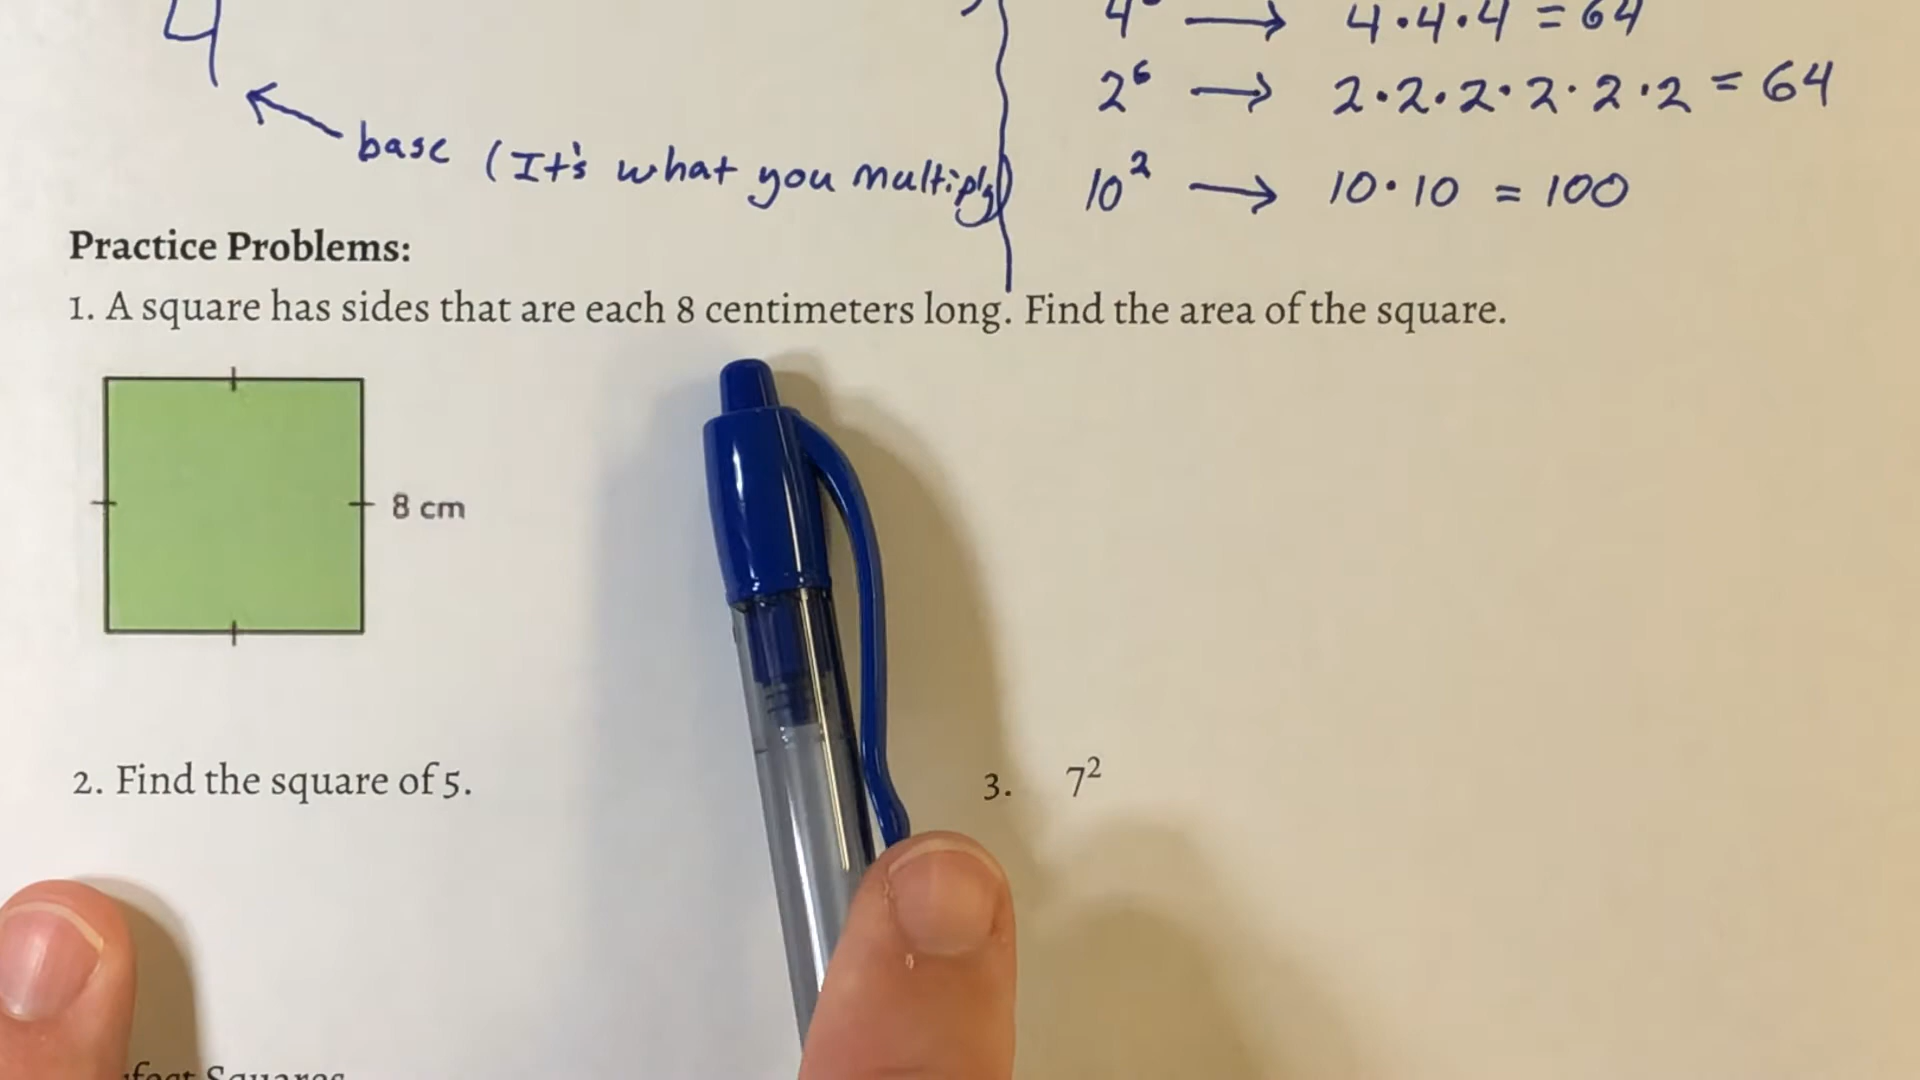 4
4 → 4·4·4 = 64
2⁶ → 2·2·2·2·2·2 = 64
base (It's what you multiply)
10² → 10·10 = 100
Practice Problems:
1. A square has sides that are each 8 centimeters long. Find the area of the square.
8 cm
2. Find the square of 5.
3. 7²
Squares